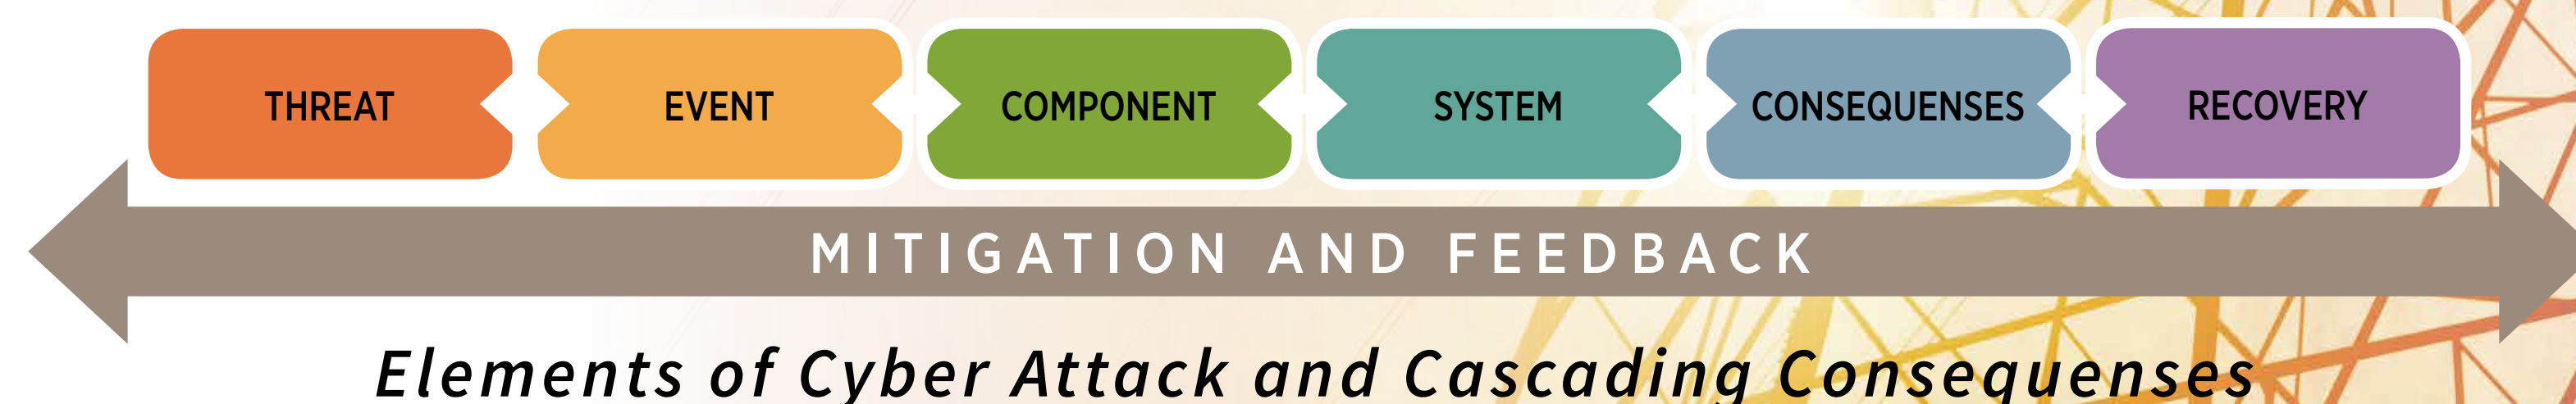 THREAT
EVENT
COMPONENT
SYSTEM
CONSEQUENSES
RECOVERY
MITIGATION AND FEEDBACK
Elements of Cyber Attack and Cascading Consequenses